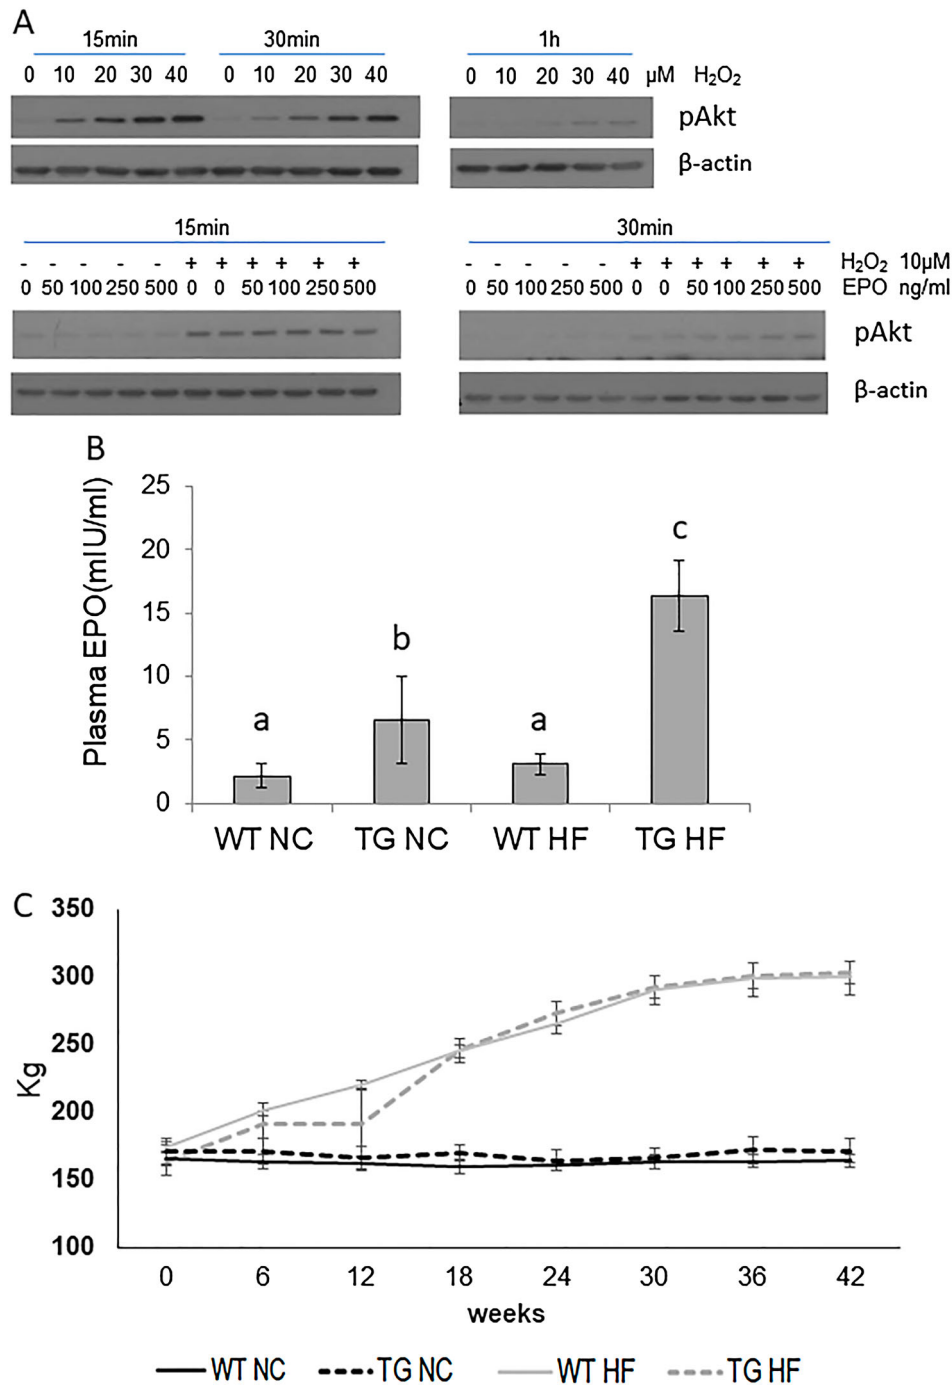 A
15min 30min 1h
0 10 20 30 40 0 10 20 30 40 0 10 20 30 40 µM H₂O₂
pAkt
β-actin
15min 30min
- - - - - + + + + + + - - - - - + + + + + + H₂O₂ 10µM
0 50 100 250 500 0 0 50 100 250 500 0 50 100 250 500 0 0 50 100 250 500 EPO ng/ml
pAkt
β-actin
B
Plasma EPO(mIU/ml)
25
20
15
10
5
0
a b a c
WT NC TG NC WT HF TG HF
C
Kg
350
300
250
200
150
100
0 6 12 18 24 30 36 42
weeks
WT NC TG NC WT HF TG HF